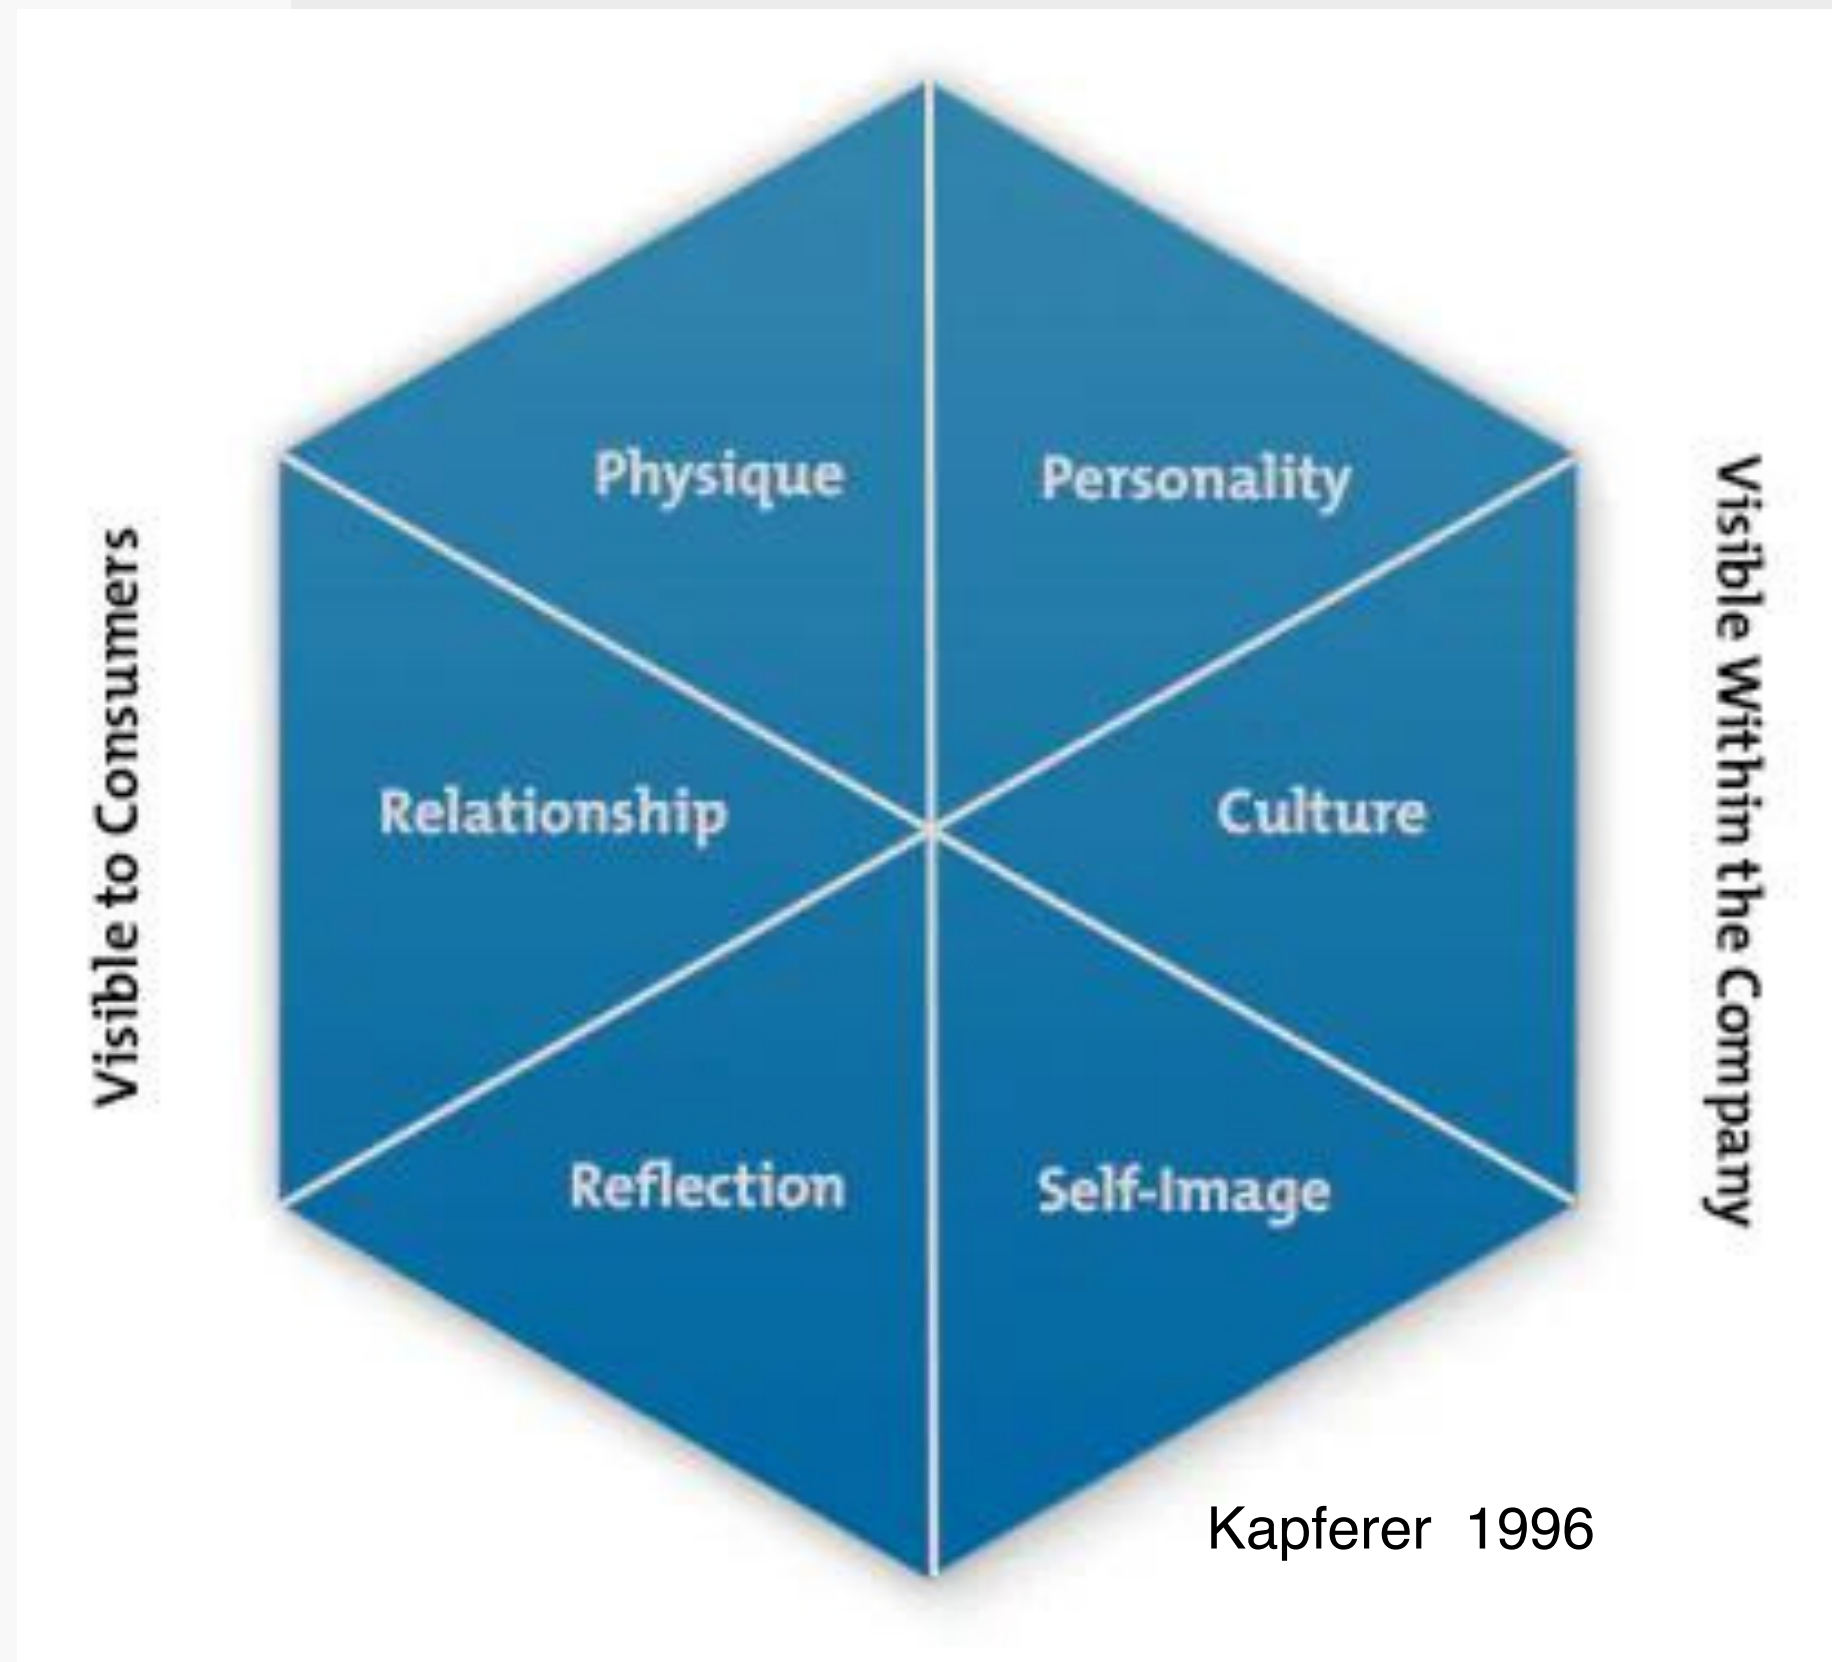 Physique
Personality
Visible to Consumers
Relationship
Culture
Visible Within the Company
Reflection
Self-Image
Kapferer 1996